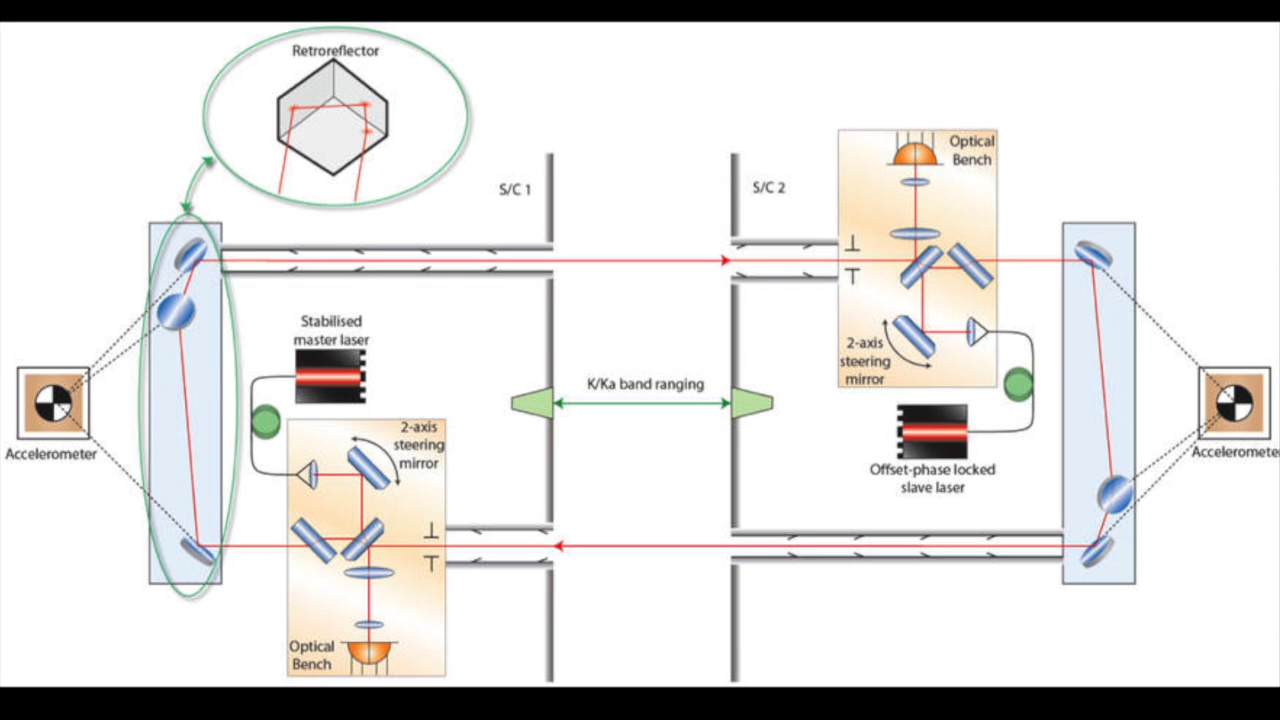 Retroreflector
Optical
Bench
S/C 1
S/C 2
Stabilised
master laser
2-axis
steering
mirror
K/Ka band ranging
Accelerometer
2-axis
steering
mirror
Offset-phase locked
slave laser
Accelerometer
Optical
Bench